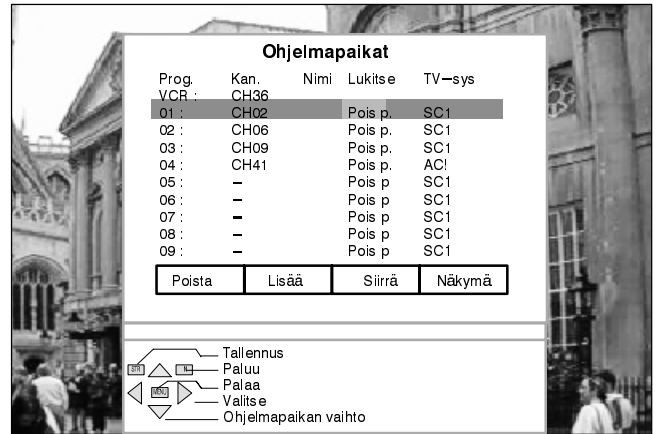 Ohjelmapaikat
Prog. Kan. Nimi Lukitse TV–sys
VCR : CH36
01 : CH02 Pois p. SC1
02 : CH06 Pois p. SC1
03 : CH09 Pois p. SC1
04 : CH41 Pois p. AC!
05 : – Pois p SC1
06 : – Pois p SC1
07 : – Pois p SC1
08 : – Pois p SC1
09 : – Pois p SC1
Poista Lisää Siirrä Näkymä
Tallennus
STR N Paluu
MENU Palaa
Valitse
Ohjelmapaikan vaihto